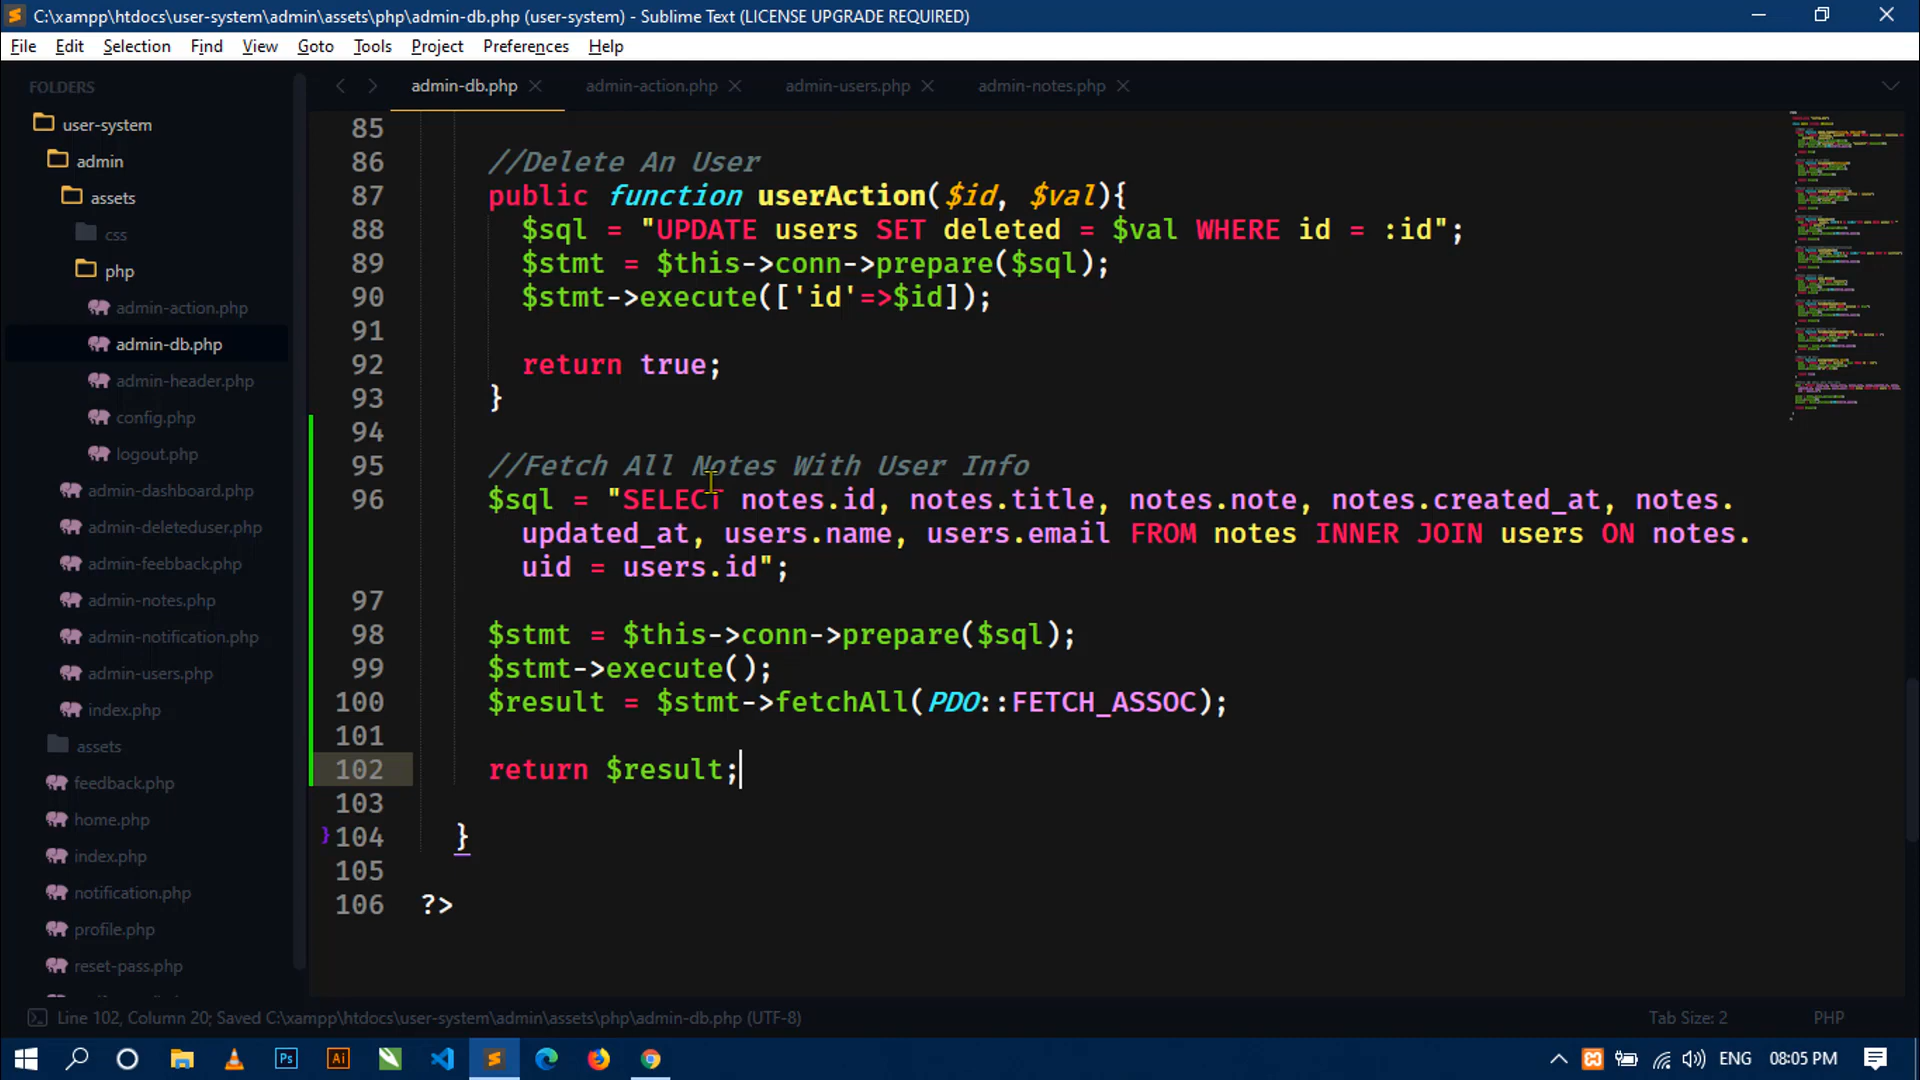 C:\xampp\htdocs\user-system\admin\assets\php\admin-db.php (user-system) - Sublime Text (LICENSE UPGRADE REQUIRED)
File Edit Selection Find View Goto Tools Project Preferences Help
FOLDERS
user-system
admin
assets
css
php
admin-action.php
admin-db.php
admin-header.php
config.php
logout.php
admin-dashboard.php
admin-deleteduser.php
admin-feebback.php
admin-notes.php
admin-notification.php
admin-users.php
index.php
assets
feedback.php
home.php
index.php
notification.php
profile.php
reset-pass.php
admin-db.php admin-action.php admin-users.php admin-notes.php
85
86 //Delete An User
87 public function userAction($id, $val){
88 $sql = "UPDATE users SET deleted = $val WHERE id = :id";
89 $stmt = $this->conn->prepare($sql);
90 $stmt->execute(['id'=>$id]);
91
92 return true;
93 }
94
95 //Fetch All Notes With User Info
96 $sql = "SELECT notes.id, notes.title, notes.note, notes.created_at, notes.
updated_at, users.name, users.email FROM notes INNER JOIN users ON notes.
uid = users.id";
97
98 $stmt = $this->conn->prepare($sql);
99 $stmt->execute();
100 $result = $stmt->fetchAll(PDO::FETCH_ASSOC);
101
102 return $result;
103
} 104 }
105
106 ?>
Line 102, Column 20; Saved C:\xampp\htdocs\user-system\admin\assets\php\admin-db.php (UTF-8) Tab Size: 2 PHP
Ps Ai ENG 08:05 PM